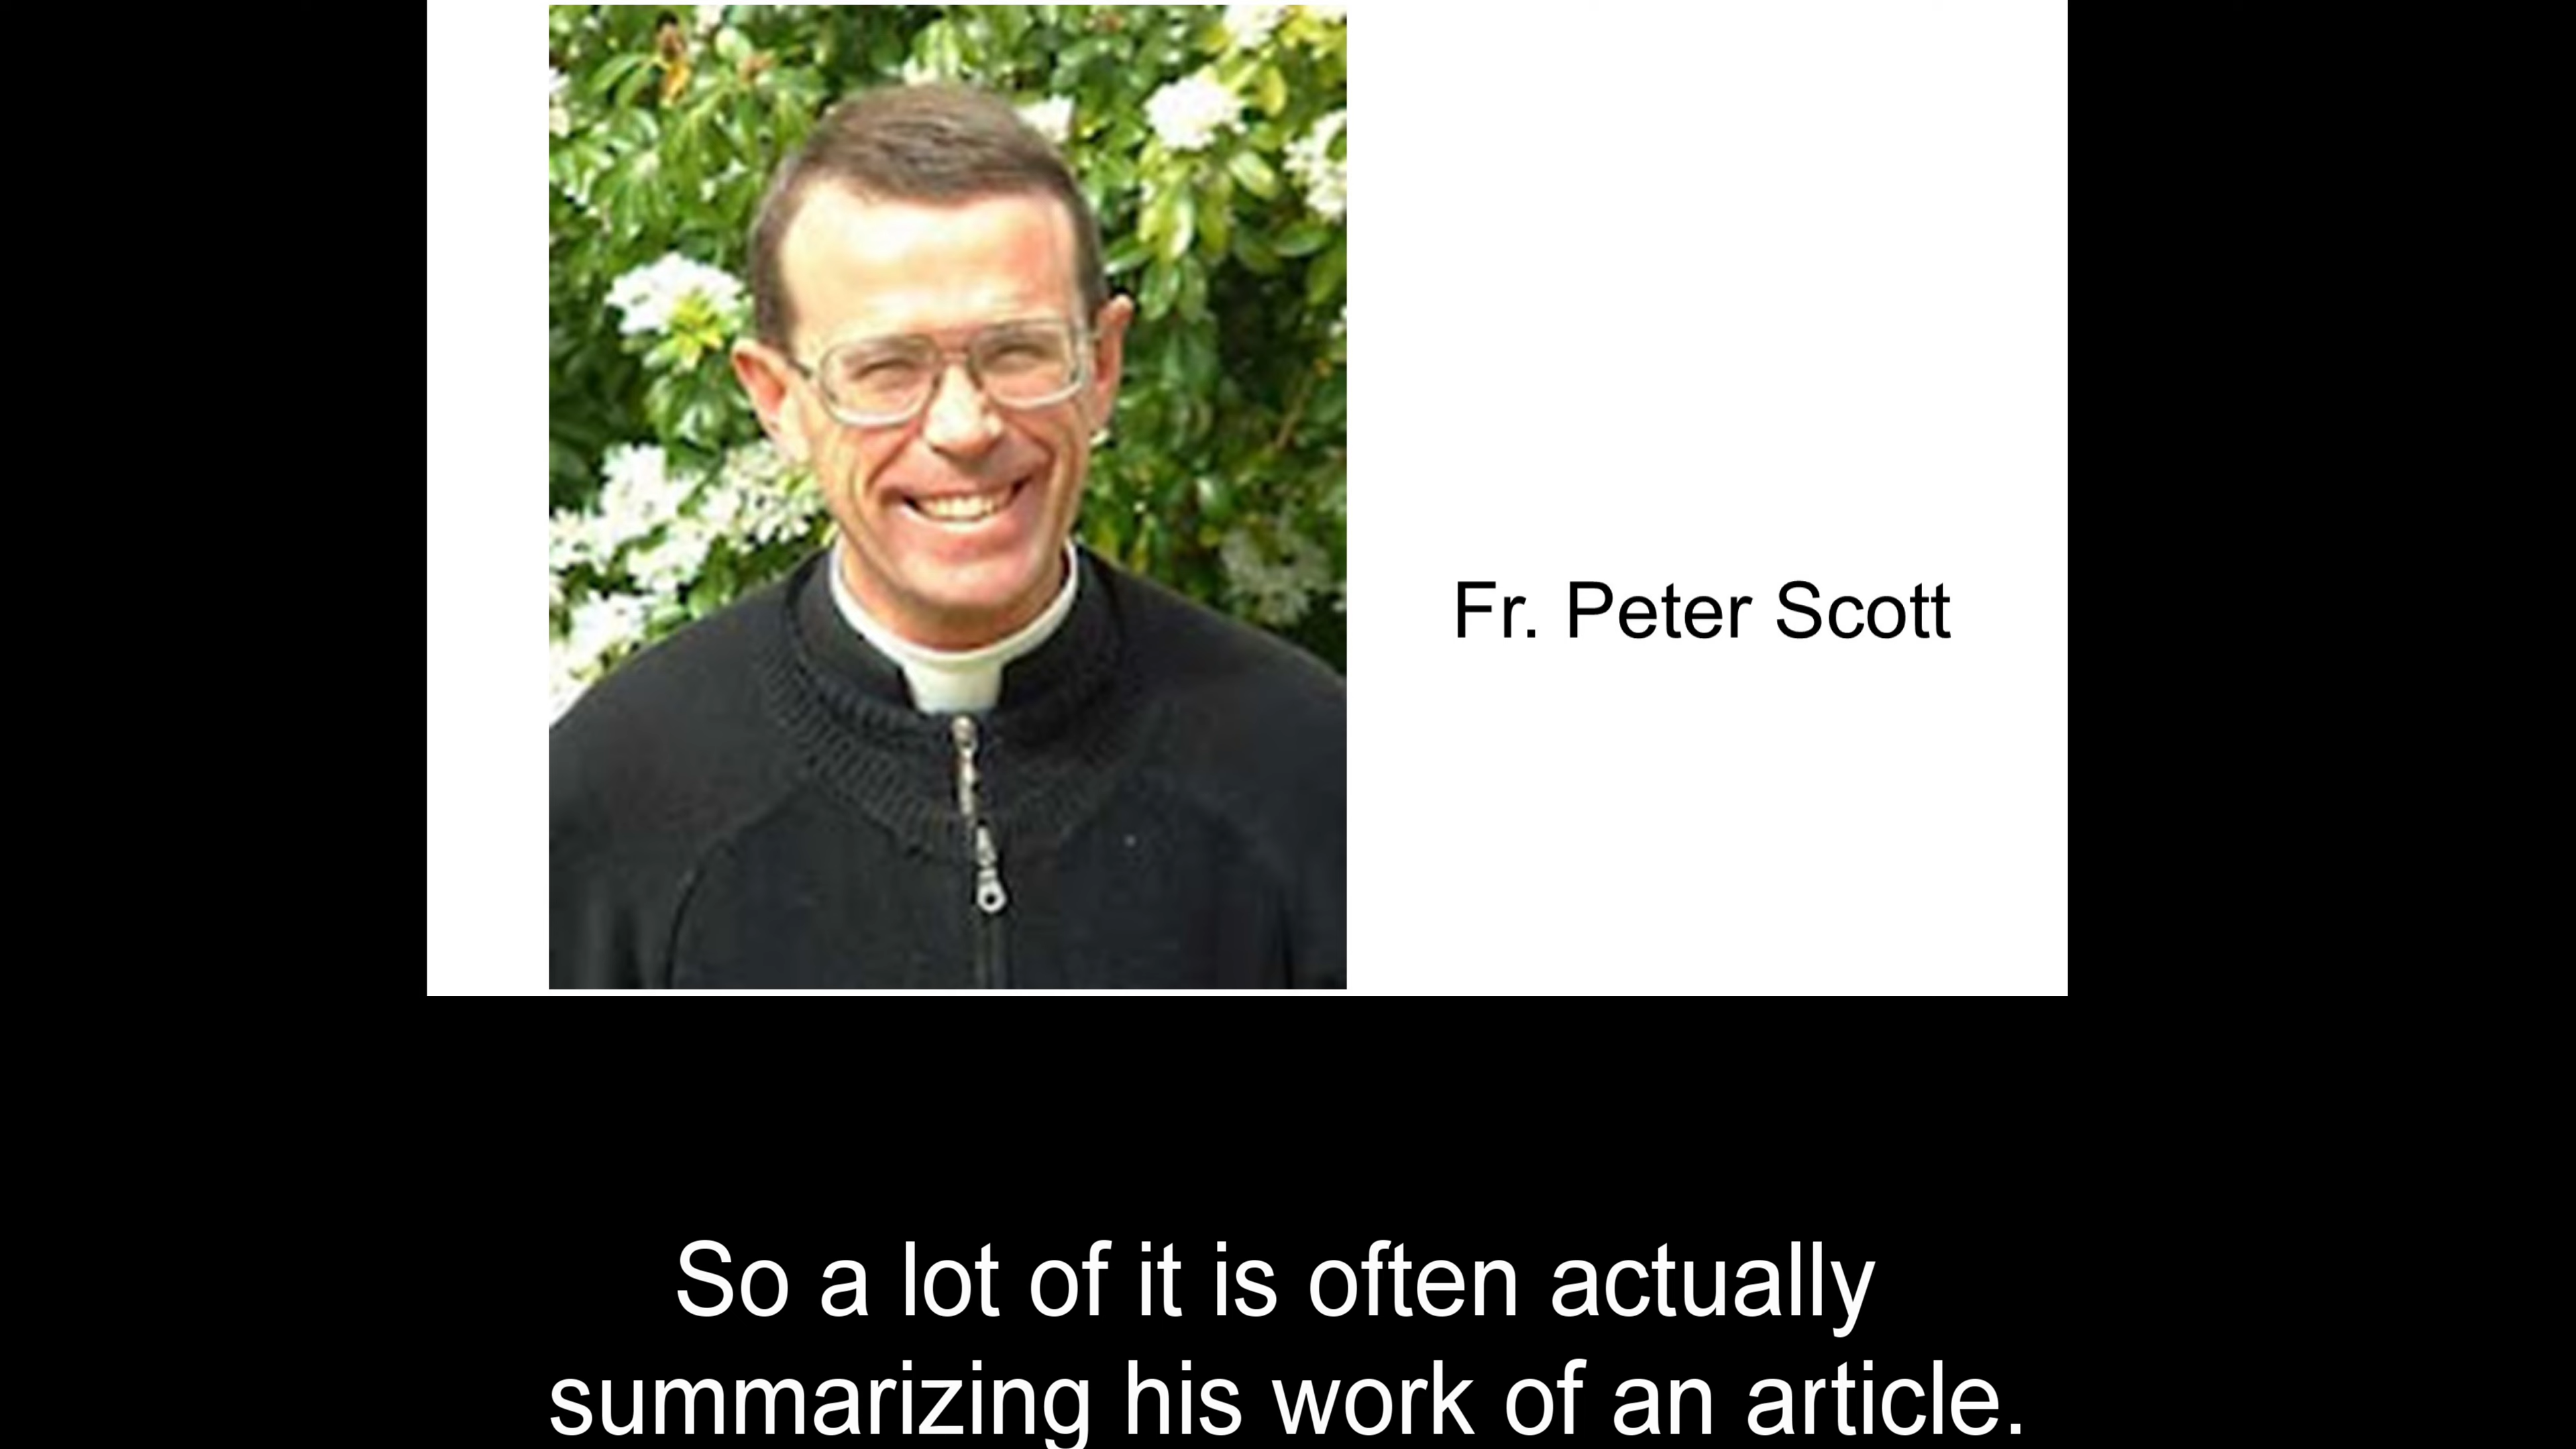 Fr. Peter Scott
So a lot of it is often actually
summarizing his work of an article.